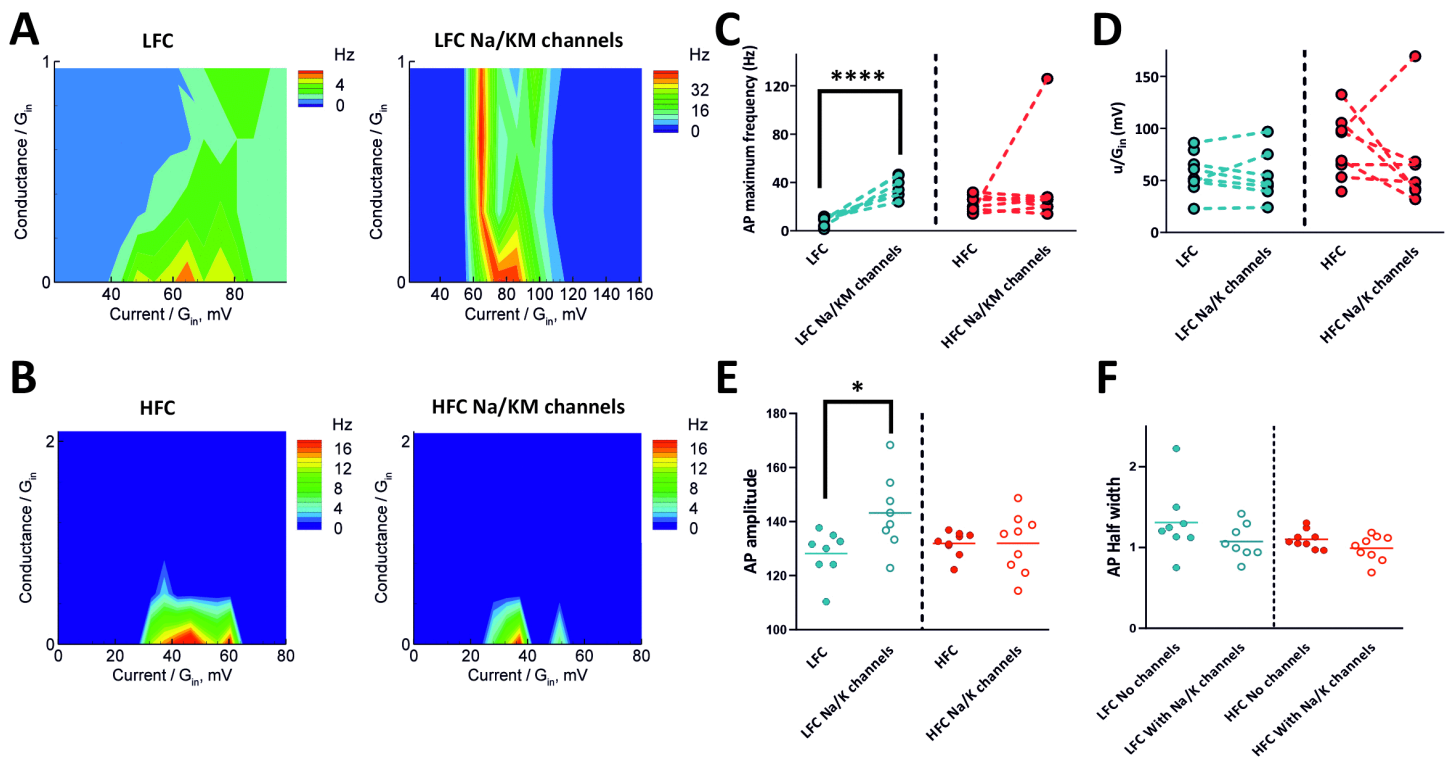 A
LFC
Hz
4
0
1
0
Conductance / Gin
40
60
80
Current / Gin, mV
LFC Na/KM channels
Hz
32
16
0
1
0
Conductance / Gin
40
60
80
100
120
140
160
Current / Gin, mV
B
HFC
Hz
16
12
8
4
0
2
0
Conductance / Gin
0
20
40
60
80
Current / Gin, mV
HFC Na/KM channels
Hz
16
12
8
4
0
2
0
Conductance / Gin
0
20
40
60
80
Current / Gin, mV
C
AP maximum frequency (Hz)
120
80
40
0
****
LFC
LFC Na/KM channels
HFC
HFC Na/KM channels
D
u/Gin (mV)
150
100
50
0
LFC
LFC Na/K channels
HFC
HFC Na/K channels
E
AP amplitude
180
160
140
120
100
*
LFC
LFC Na/K channels
HFC
HFC Na/K channels
F
AP Half width
2
1
0
LFC No channels
LFC With Na/K channels
HFC No channels
HFC With Na/K channels